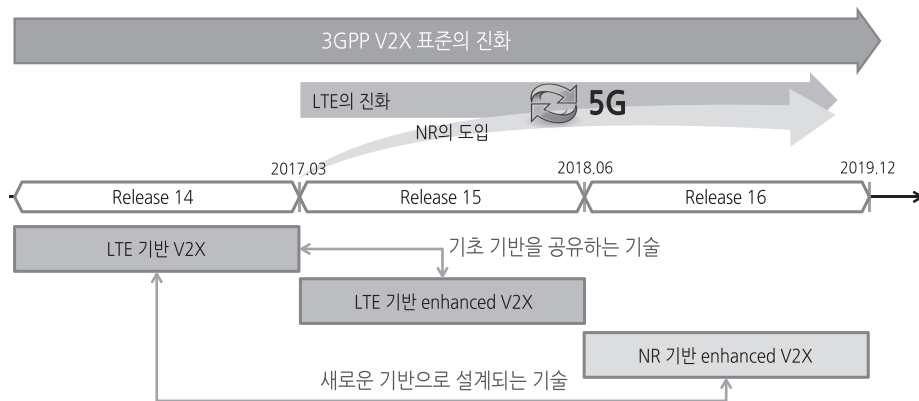 3GPP V2X 표준의 진화
LTE의 진화
5G
NR의 도입
2017.03
2018.06
2019.12
Release 14
Release 15
Release 16
LTE 기반 V2X
기초 기반을 공유하는 기술
LTE 기반 enhanced V2X
NR 기반 enhanced V2X
새로운 기반으로 설계되는 기술